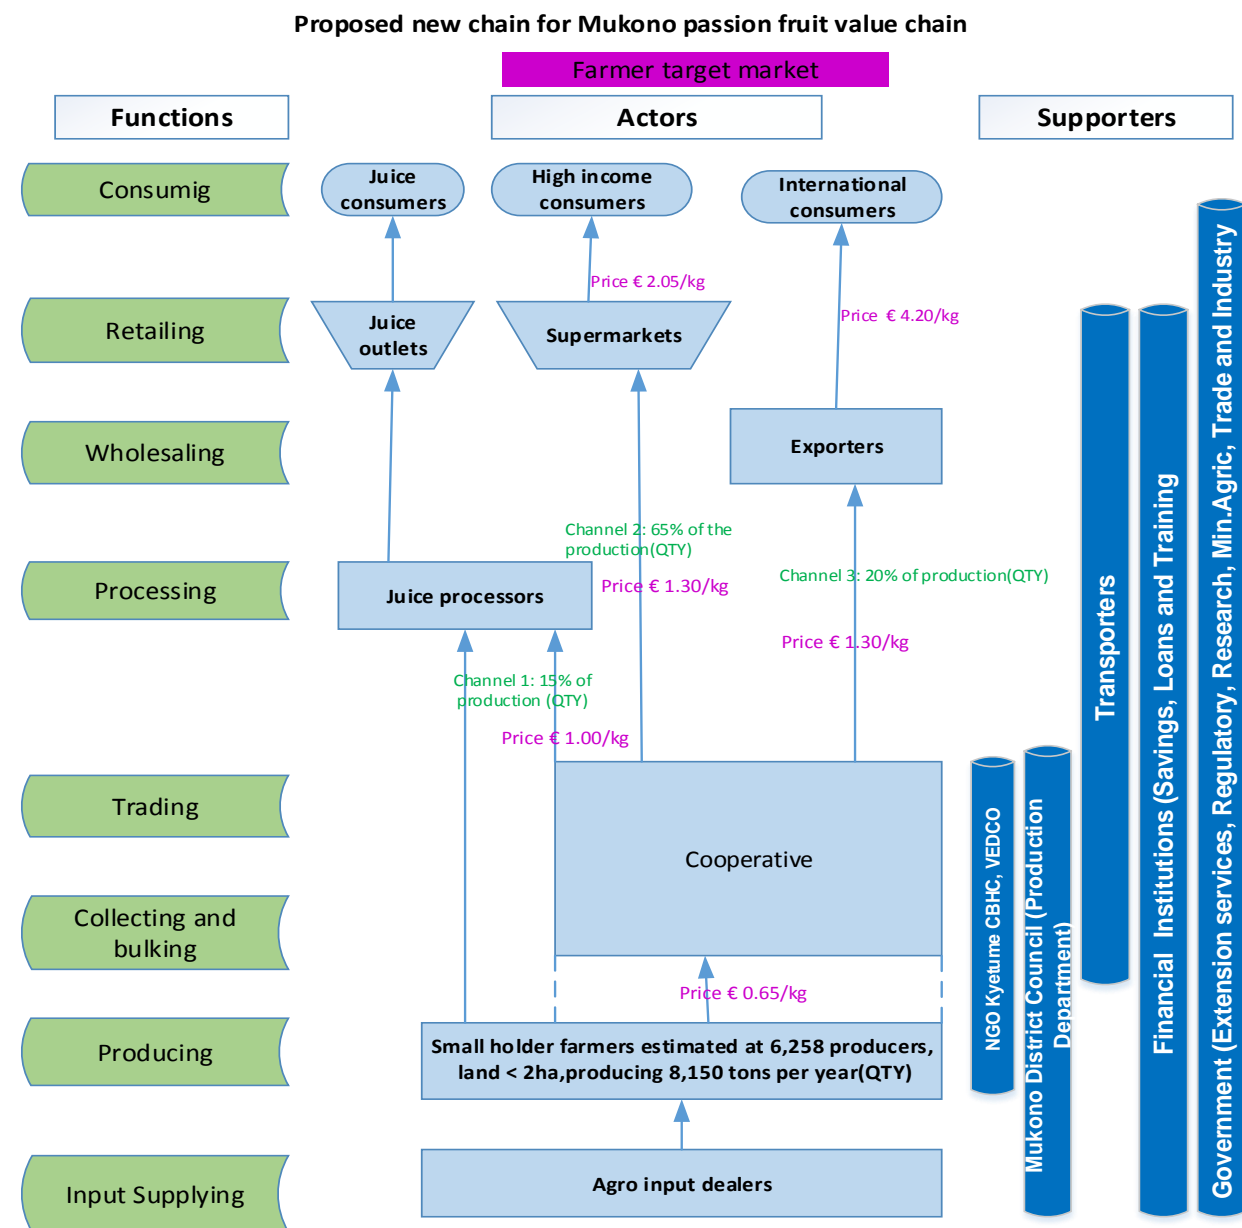 Proposed new chain for Mukono passion fruit value chain
Farmer target market
Functions
Actors
Supporters
Consumig
Juice
consumers
High income
consumers
International
consumers
Price € 2.05/kg
Retailing
Juice
outlets
Supermarkets
Price  € 4.20/kg
Wholesaling
Exporters
Channel 2: 65% of the
production(QTY)
Processing
Juice processors
Price € 1.30/kg
Channel 3: 20% of production(QTY)
Price € 1.30/kg
Channel 1: 15% of
production (QTY)
Price € 1.00/kg
Trading
Cooperative
Collecting and
bulking
Price € 0.65/kg
Producing
Small holder farmers estimated at 6,258 producers,
land < 2ha,producing 8,150 tons per year(QTY)
Input Supplying
Agro input dealers
NGO Kyetume CBHC, VEDCO
Mukono District Council (Production
Department)
Transporters
Financial  Institutions (Savings, Loans and Training
Government (Extension services, Regulatory, Research, Min.Agric, Trade and Industry